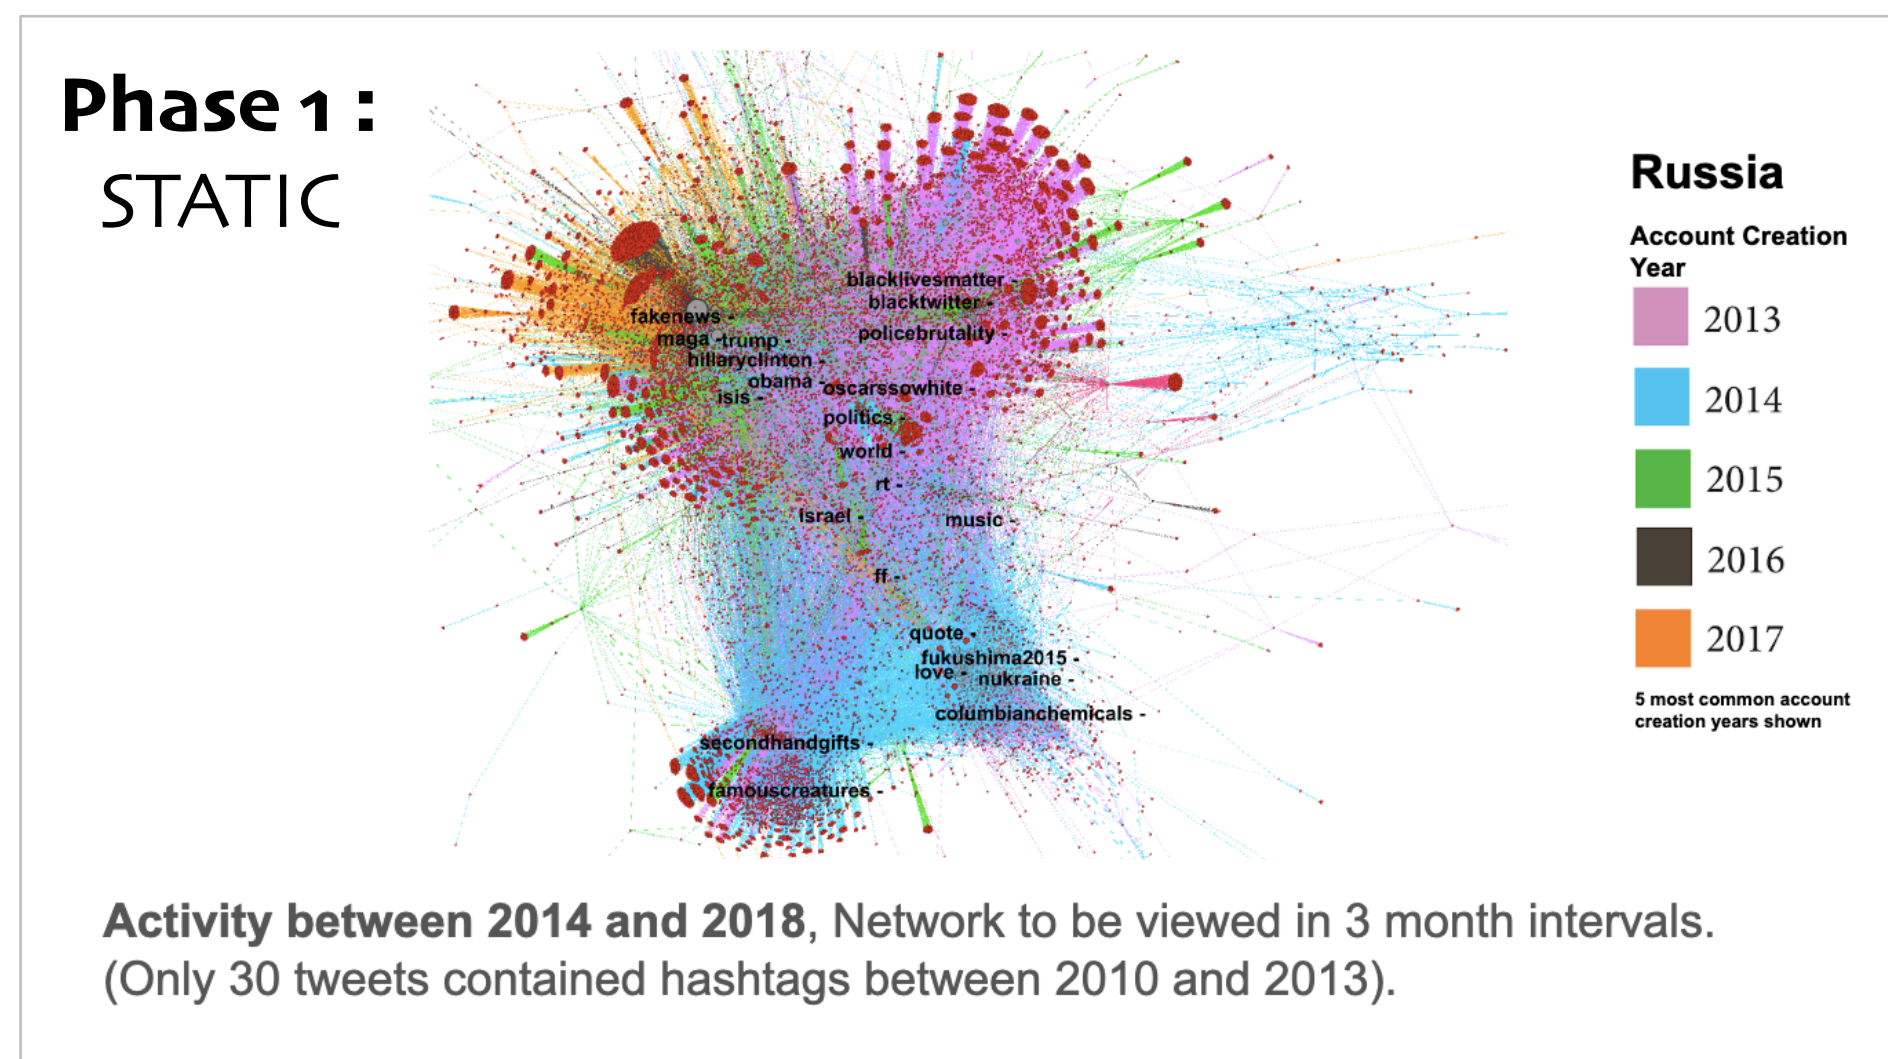 Phase 1 :
STATIC
blacklivesmatter -
blacktwitter -
policebrutality -
fakenews -
maga -trump -
hillaryclinton -
obama -
oscarssowhite -
isis -
politics -
world -
rt -
israel -
music -
ff -
quote -
fukushima2015 -
love -
nukraine -
columbianchemicals -
secondhandgifts -
famouscreatures -
Russia
Account Creation
Year
2013
2014
2015
2016
2017
5 most common account
creation years shown
Activity between 2014 and 2018, Network to be viewed in 3 month intervals.
(Only 30 tweets contained hashtags between 2010 and 2013).